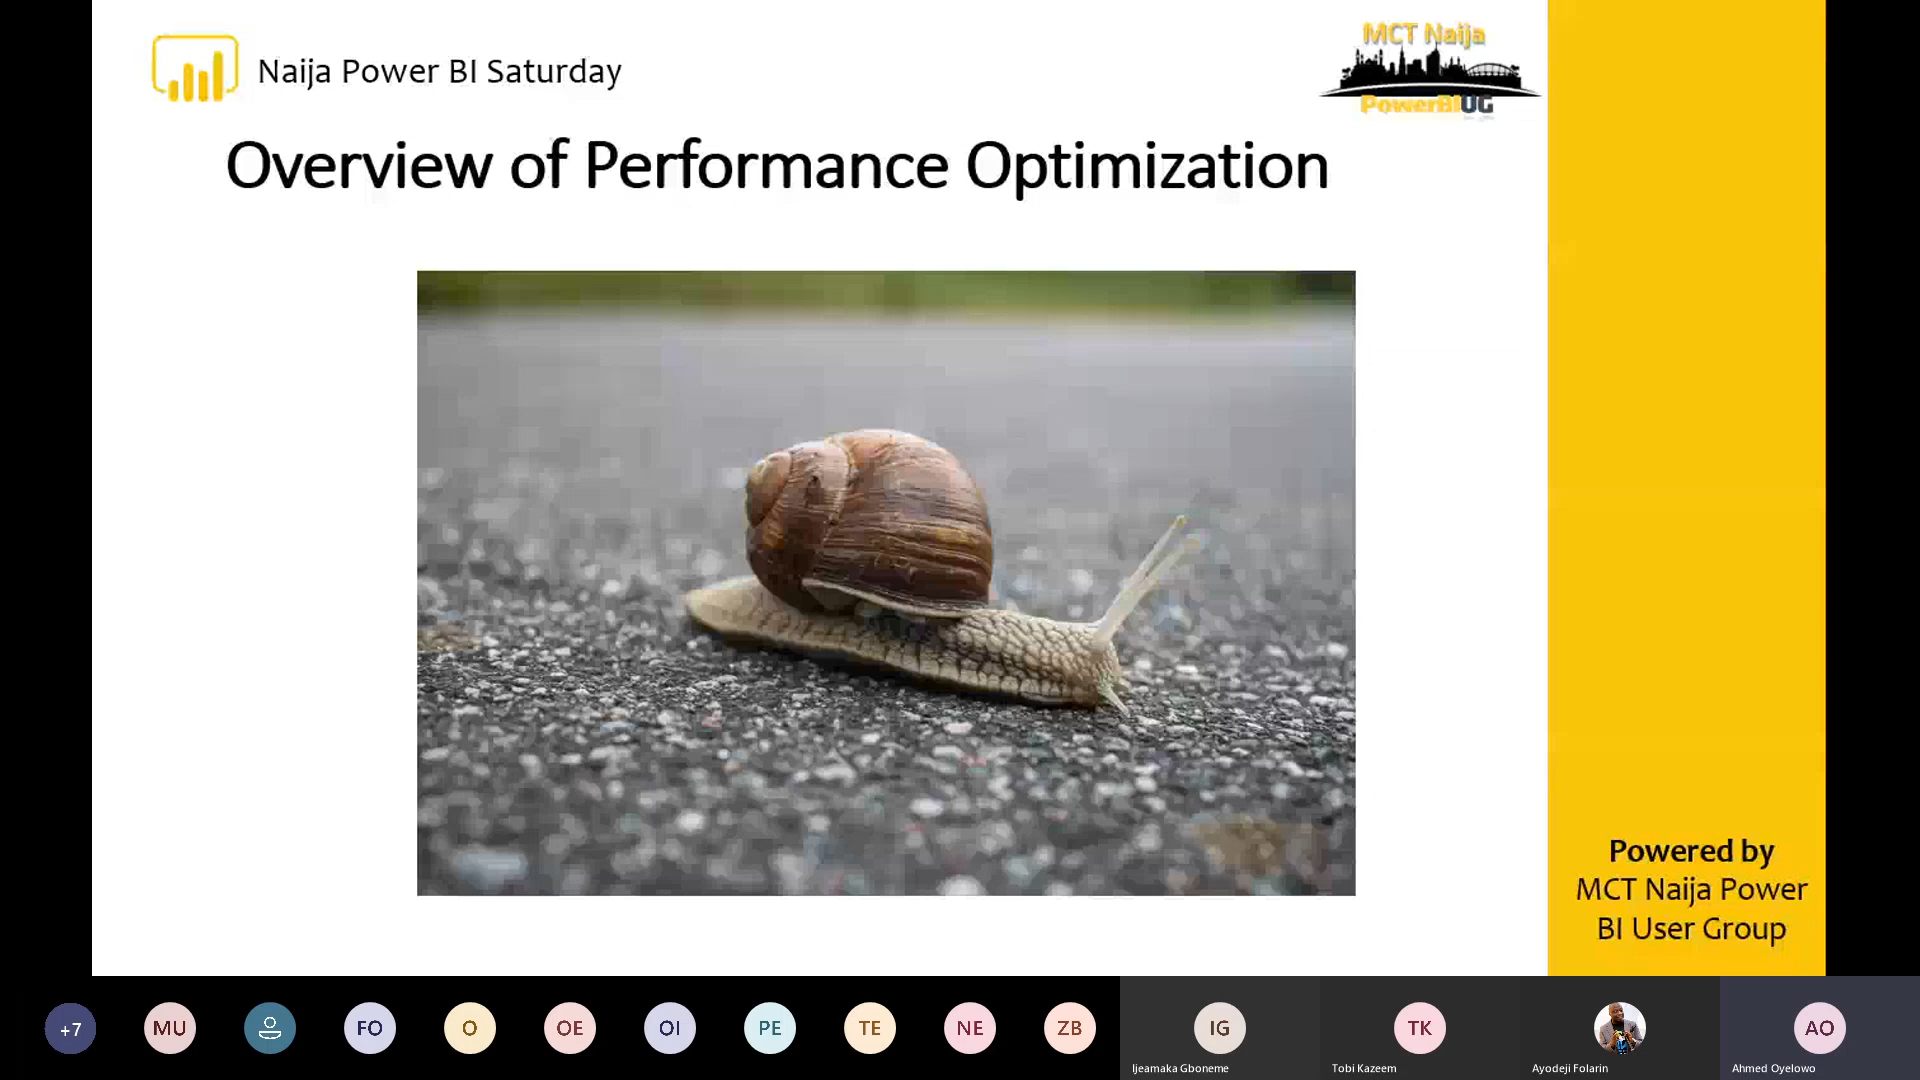 Naija Power BI Saturday
MCT Naija
PowerBIUG
Overview of Performance Optimization
Powered by
MCT Naija Power
BI User Group
+7
MU
FO
O
OE
OI
PE
TE
NE
ZB
IG
TK
AO
Ijeamaka Gboneme
Tobi Kazeem
Ayodeji Folarin
Ahmed Oyelowo